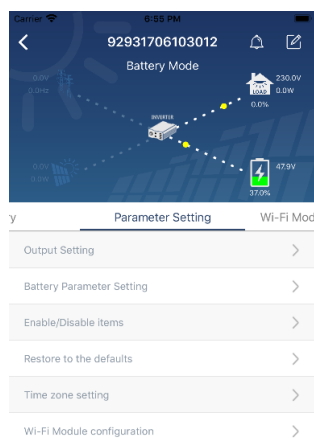 Carrier 6:55 PM
92931706103012
Battery Mode
0.0V
0.0Hz
230.0V
LOAD 0.0W
0.0%
INVERTER
0.0V
0.0W
47.9V
37.0%
ry Parameter Setting Wi-Fi Mod
Output Setting
Battery Parameter Setting
Enable/Disable items
Restore to the defaults
Time zone setting
Wi-Fi Module configuration